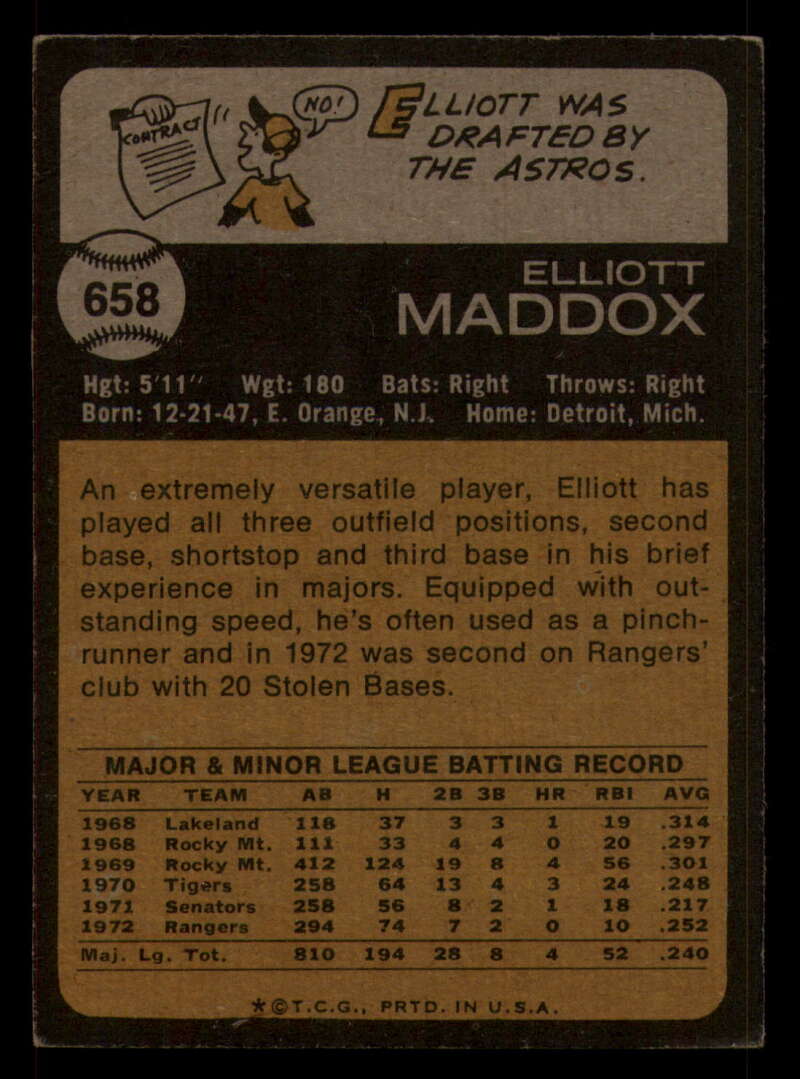 CONTRACT
NO!
ELLIOTT WAS
DRAFTED BY
THE ASTROS.
658
ELLIOTT
MADDOX
Hgt: 5'11" Wgt: 180 Bats: Right Throws: Right
Born: 12-21-47, E. Orange, N.J. Home: Detroit, Mich.
An extremely versatile player, Elliott has
played all three outfield positions, second
base, shortstop and third base in his brief
experience in majors. Equipped with out-
standing speed, he's often used as a pinch-
runner and in 1972 was second on Rangers'
club with 20 Stolen Bases.
MAJOR & MINOR LEAGUE BATTING RECORD
YEAR TEAM AB H 2B 3B HR RBI AVG
1968 Lakeland 118 37 3 3 1 19 .314
1968 Rocky Mt. 111 33 4 4 0 20 .297
1969 Rocky Mt. 412 124 19 8 4 56 .301
1970 Tigers 258 64 13 4 3 24 .248
1971 Senators 258 56 8 2 1 18 .217
1972 Rangers 294 74 7 2 0 10 .252
Maj. Lg. Tot. 810 194 28 8 4 52 .240
*©T.C.G., PRTD. IN U.S.A.